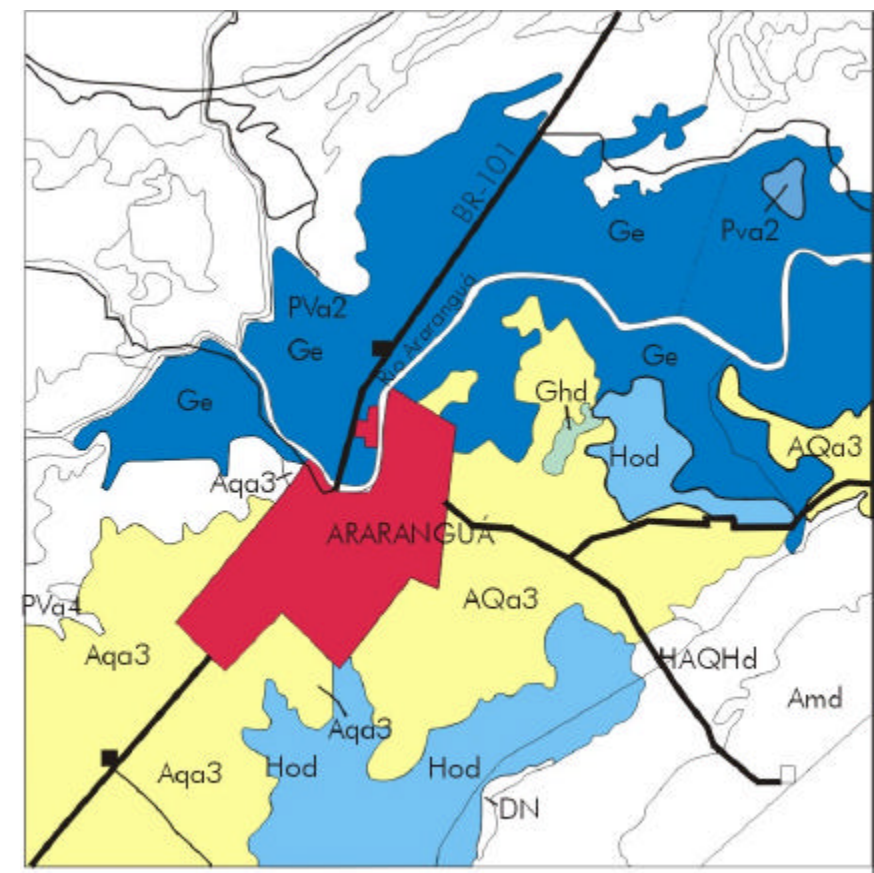 BR-101
Ge
Pva2
PVa2
Ge
Rio Araranguá
Ge
Ge
Ghd
Hod
AQa3
Aqa3
ARARANGUÁ
PVa4
AQa3
Aqa3
HAQHd
Amd
Aqa3
Aqa3
Hod
Hod
DN